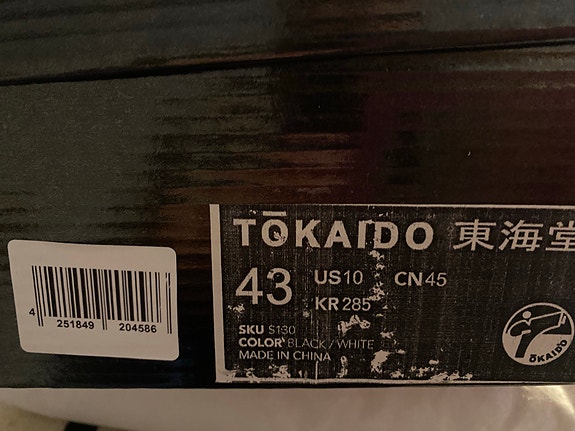 TŌKAIDO 東海堂
43 US10 CN45
KR285
SKU S130
COLOR BLACK / WHITE
MADE IN CHINA
TŌKAIDO
4 251849 204586